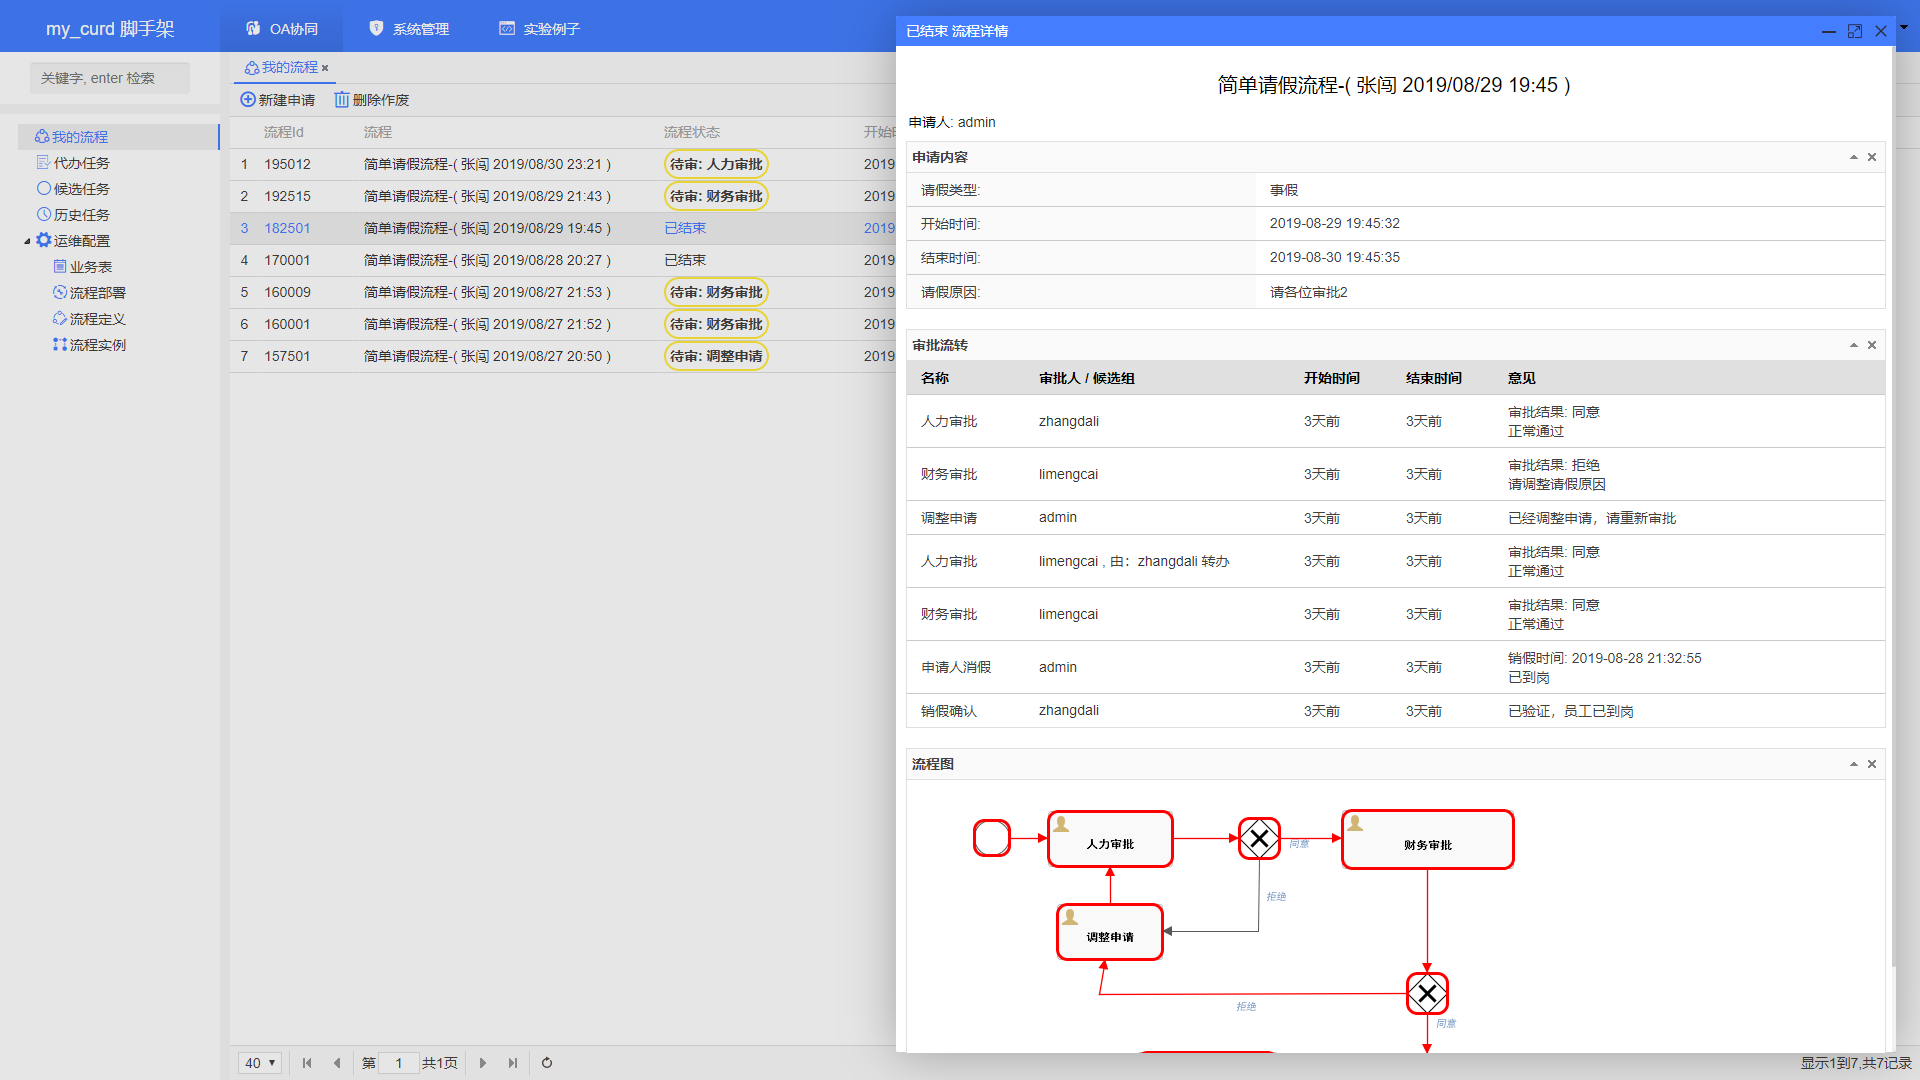 my_curd 脚手架
OA协同
系统管理
实验例子
关键字, enter 检索
我的流程
代办任务
候选任务
历史任务
运维配置
业务表
流程部署
流程定义
流程实例
我的流程
新建申请 删除作废
流程Id 流程 流程状态
1 195012 简单请假流程-( 张闯 2019/08/30 23:21 ) 待审: 人力审批 2019
2 192515 简单请假流程-( 张闯 2019/08/29 21:43 ) 待审: 财务审批 2019
3 182501 简单请假流程-( 张闯 2019/08/29 19:45 ) 已结束 2019
4 170001 简单请假流程-( 张闯 2019/08/28 20:27 ) 已结束 2019
5 160009 简单请假流程-( 张闯 2019/08/27 21:53 ) 待审: 财务审批 2019
6 160001 简单请假流程-( 张闯 2019/08/27 21:52 ) 待审: 财务审批 2019
7 157501 简单请假流程-( 张闯 2019/08/27 20:50 ) 待审: 调整申请 2019
40 第 1 共1页
显示1到7,共7记录
已结束 流程详情
简单请假流程-( 张闯 2019/08/29 19:45 )
申请人: admin
申请内容
请假类型: 事假
开始时间: 2019-08-29 19:45:32
结束时间: 2019-08-30 19:45:35
请假原因: 请各位审批2
审批流转
名称 审批人 / 候选组 开始时间 结束时间 意见
人力审批 zhangdali 3天前 3天前 审批结果: 同意
正常通过
财务审批 limengcai 3天前 3天前 审批结果: 拒绝
请调整请假原因
调整申请 admin 3天前 3天前 已经调整申请，请重新审批
人力审批 limengcai , 由：zhangdali 转办 3天前 3天前 审批结果: 同意
正常通过
财务审批 limengcai 3天前 3天前 审批结果: 同意
正常通过
申请人消假 admin 3天前 3天前 销假时间: 2019-08-28 21:32:55
已到岗
销假确认 zhangdali 3天前 3天前 已验证，员工已到岗
流程图
人力审批
同意
财务审批
拒绝
调整申请
拒绝
同意